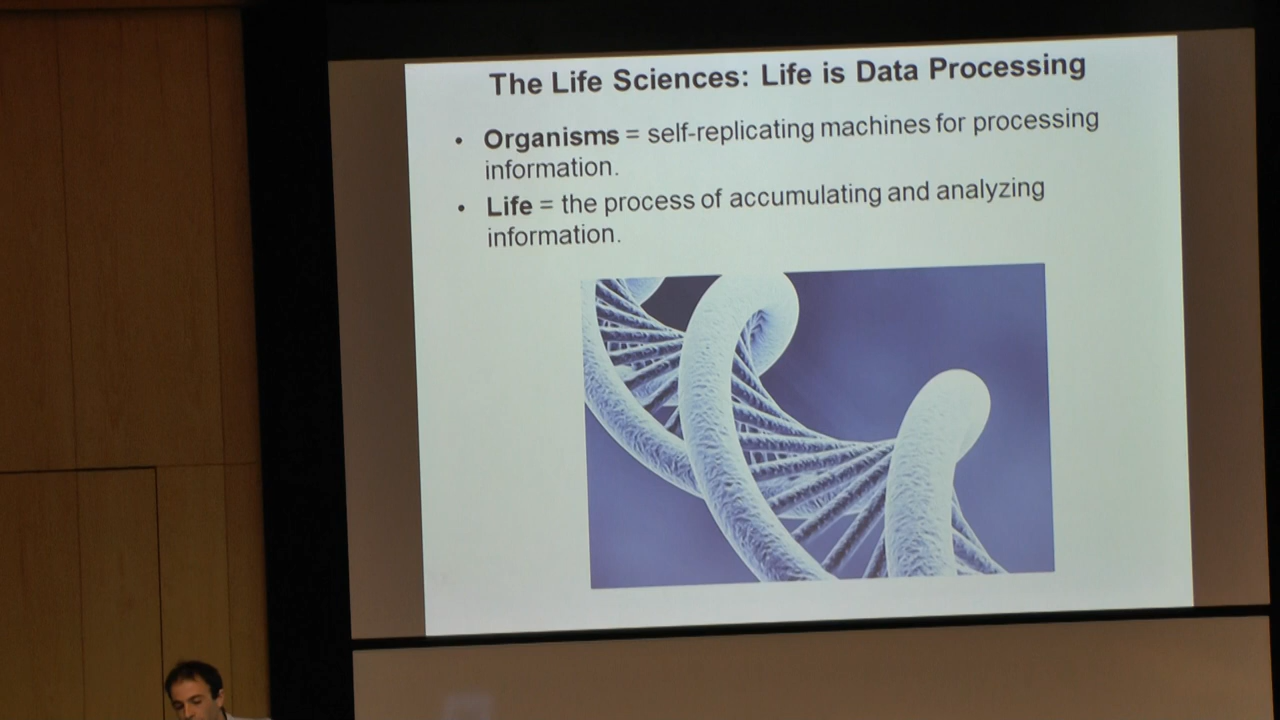 The Life Sciences: Life is Data Processing
• Organisms = self-replicating machines for processing
information.
• Life = the process of accumulating and analyzing
information.